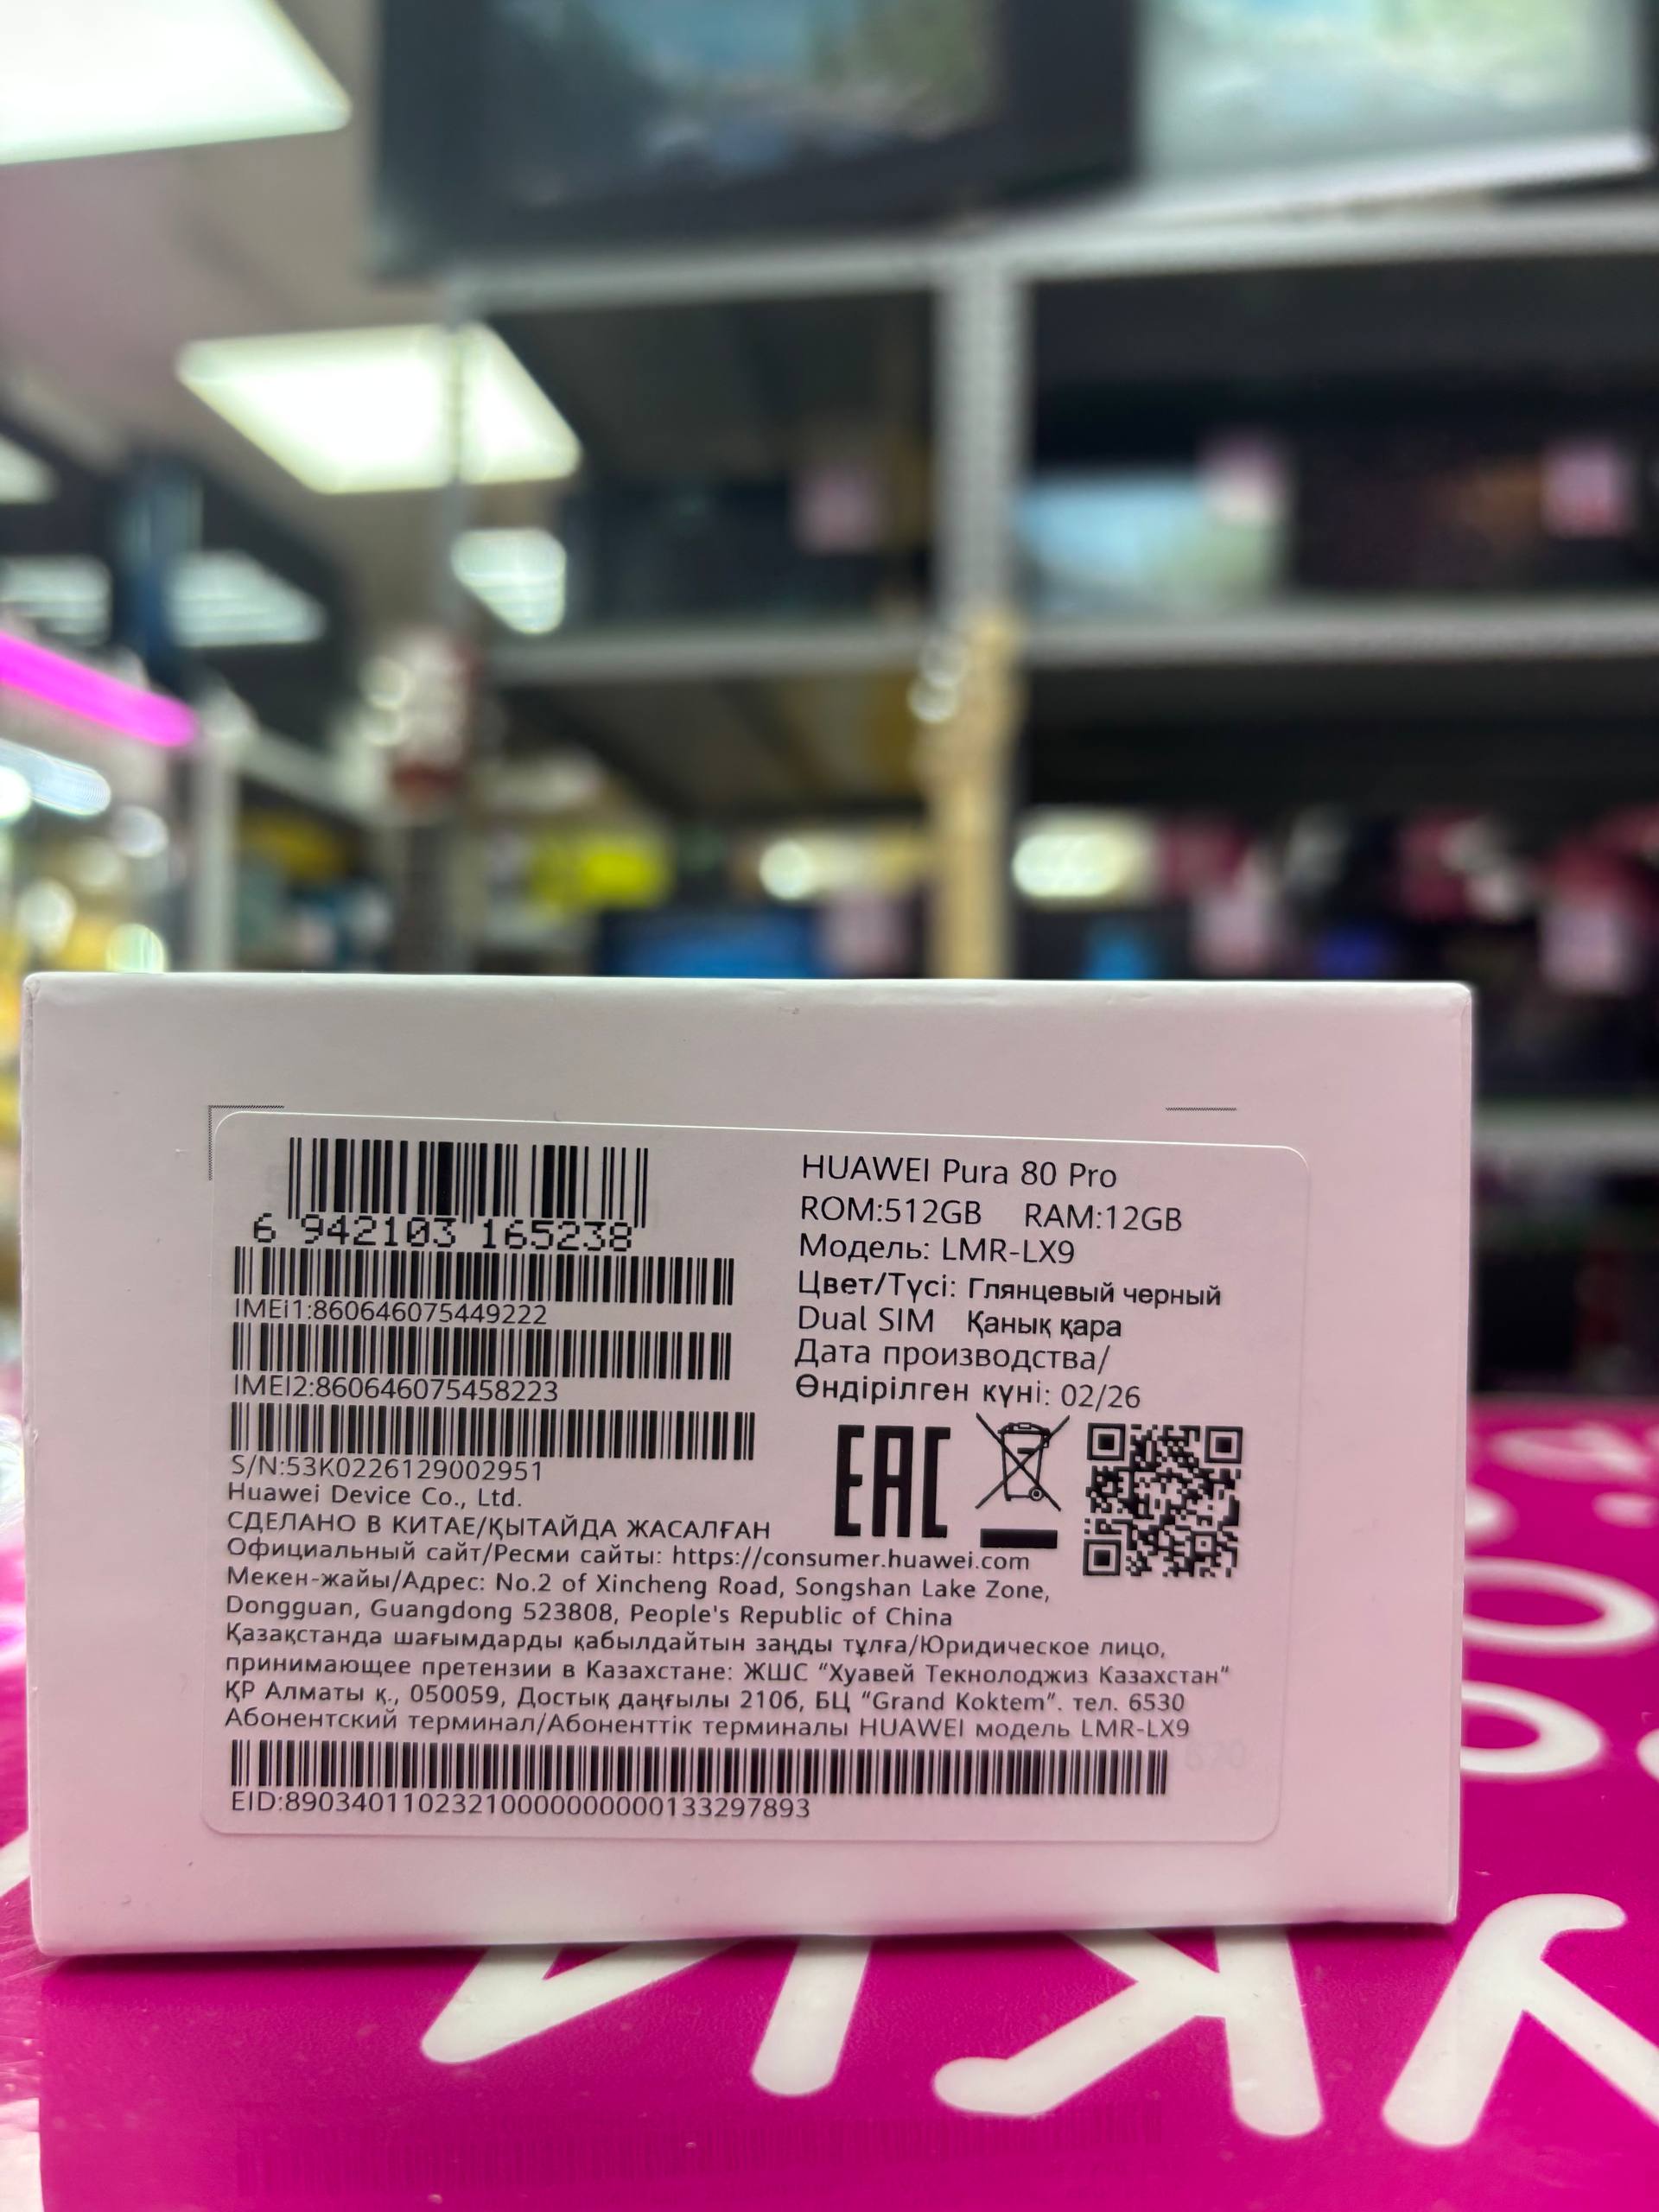 6 942103 165238
IMEI1:860646075449222
IMEI2:860646075458223
S/N:53K0226129002951
Huawei Device Co., Ltd.
СДЕЛАНО В КИТАЕ/ҚЫТАЙДА ЖАСАЛҒАН
HUAWEI Pura 80 Pro
ROM:512GB RAM:12GB
Модель: LMR-LX9
Цвет/Түсі: Глянцевый черный
Dual SIM Қанық қара
Дата производства/
Өндірілген күні: 02/26
EAC
Официальный сайт/Ресми сайты: https://consumer.huawei.com
Мекен-жайы/Адрес: No.2 of Xincheng Road, Songshan Lake Zone,
Dongguan, Guangdong 523808, People's Republic of China
Қазақстанда шағымдарды қабылдайтын заңды тұлға/Юридическое лицо,
принимающее претензии в Казахстане: ЖШС "Хуавей Текнолоджиз Казахстан"
ҚР Алматы қ., 050059, Достық даңғылы 210б, БЦ "Grand Koktem". тел. 6530
Абонентский терминал/Абоненттік терминалы HUAWEI модель LMR-LX9
EID:89034011023210000000000133297893